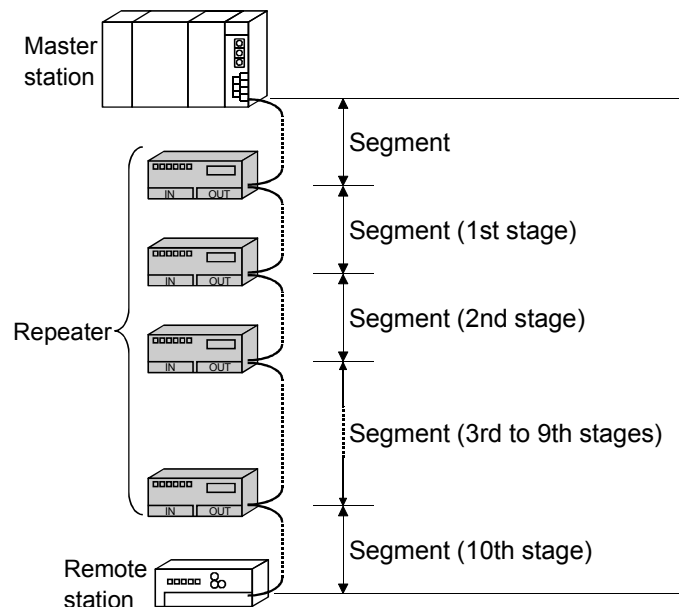 Master
station
Segment
IN OUT
Segment (1st stage)
IN OUT
Segment (2nd stage)
Repeater
IN OUT
Segment (3rd to 9th stages)
IN OUT
Segment (10th stage)
Remote
station